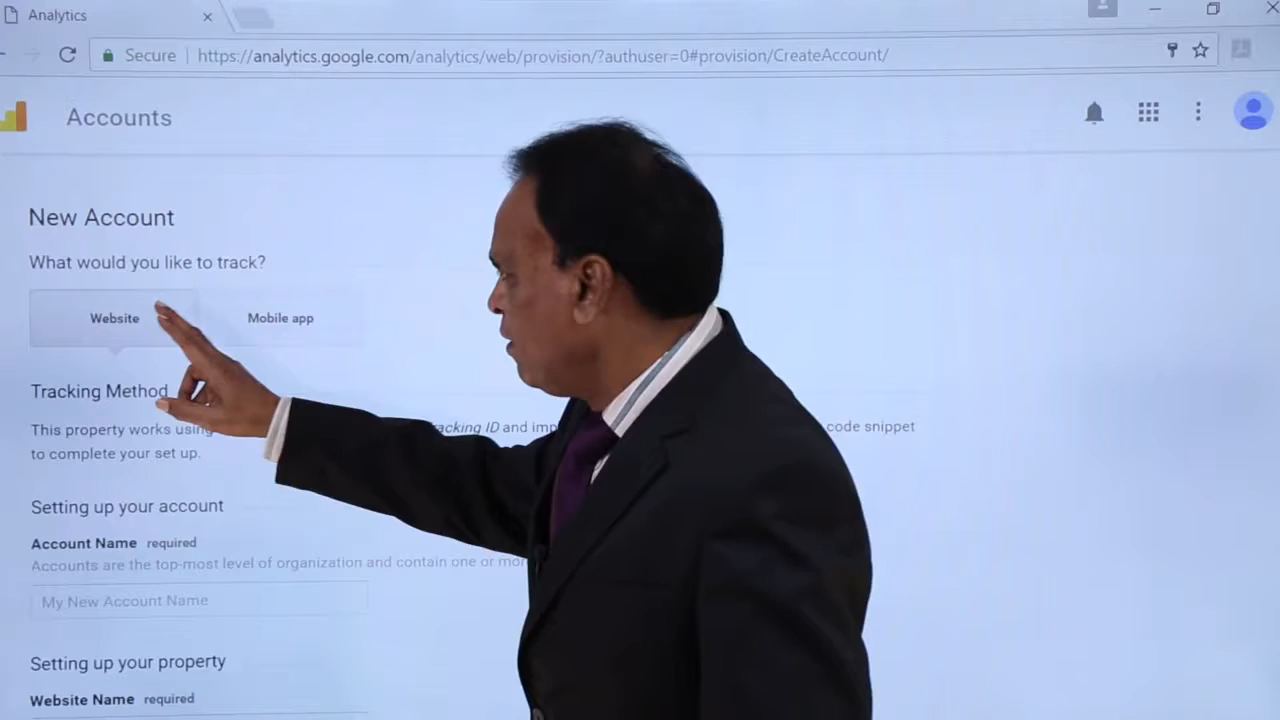 Analytics
Secure | https://analytics.google.com/analytics/web/provision/?authuser=0#provision/CreateAccount/
Accounts
New Account
What would you like to track?
Website Mobile app
Tracking Method
This property works using acking ID and imp code snippet
to complete your set up.
Setting up your account
Account Name required
Accounts are the top-most level of organization and contain one or mor
My New Account Name
Setting up your property
Website Name required